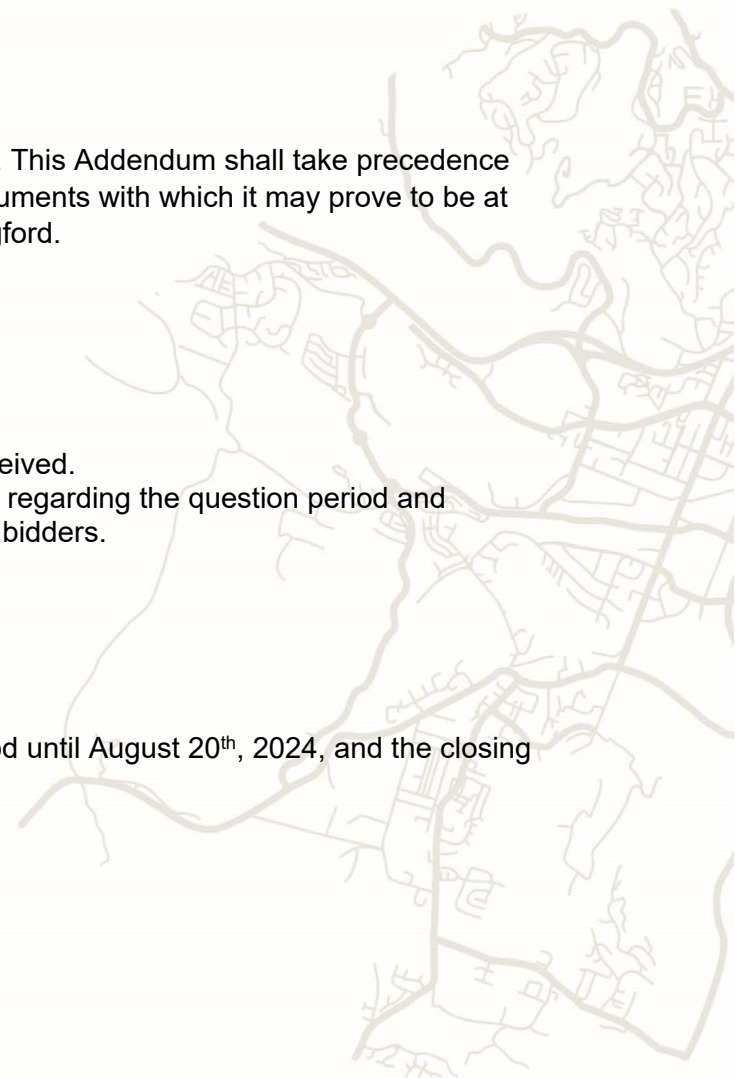 This Addendum shall take precedence
uments with which it may prove to be at
gford.
eived.
regarding the question period and
bidders.
od until August 20th, 2024, and the closing